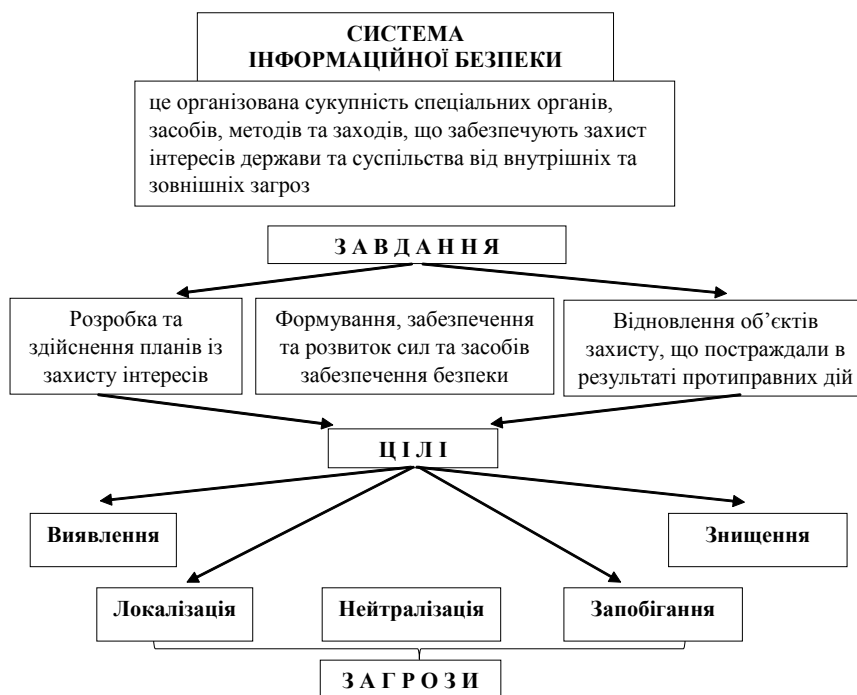 СИСТЕМА
ІНФОРМАЦІЙНОЇ БЕЗПЕКИ
це організована сукупність спеціальних органів,
засобів, методів та заходів, що забезпечують захист
інтересів держави та суспільства від внутрішніх та
зовнішніх загроз
З А В Д А Н Н Я
Розробка та
здійснення планів із
захисту інтересів
Формування, забезпечення
та розвиток сил та засобів
забезпечення безпеки
Відновлення об’єктів
захисту, що постраждали в
результаті протиправних дій
Ц І Л І
Виявлення
Знищення
Локалізація
Нейтралізація
Запобігання
З А Г Р О З И